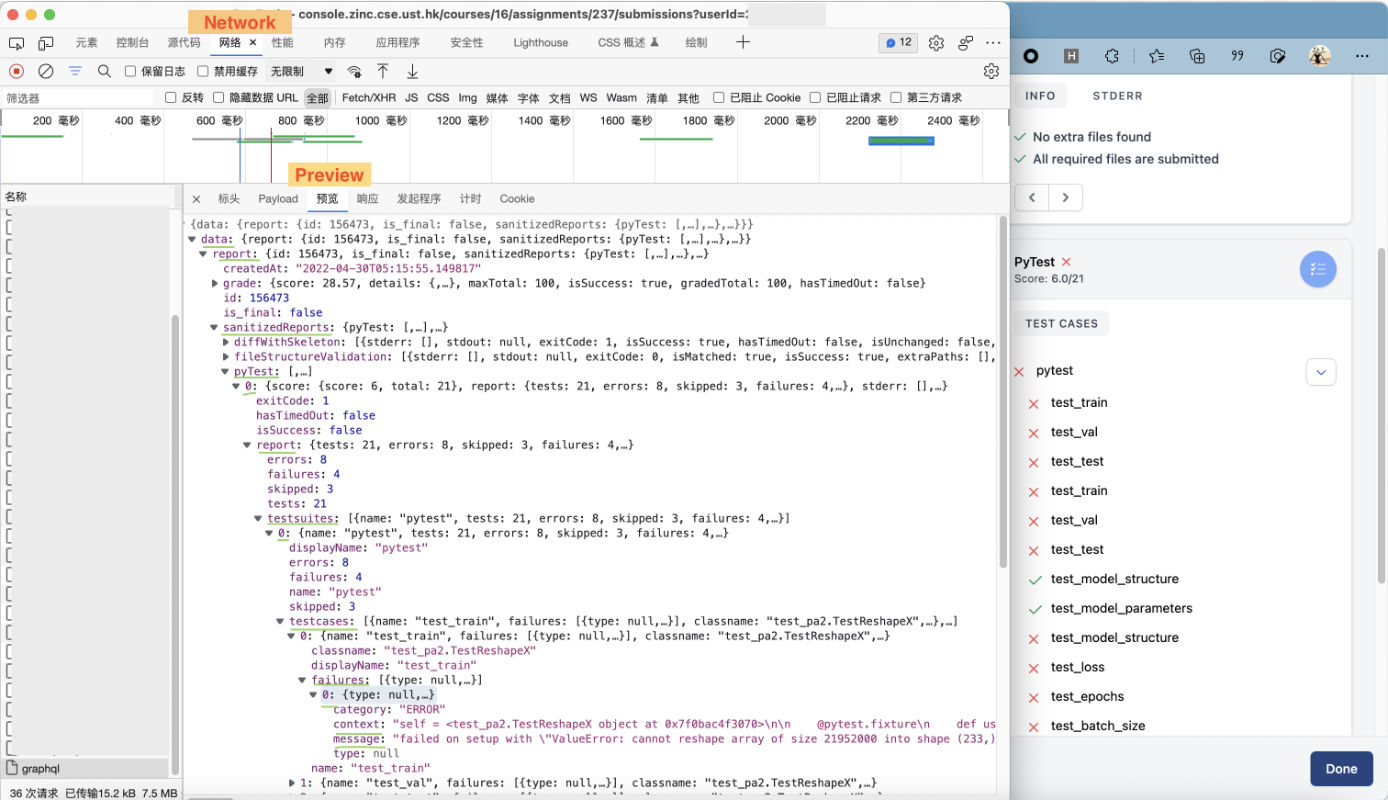 Network
console.zinc.cse.ust.hk/courses/16/assignments/237/submissions?userId=
元素 控制台 源代码 网络 × 性能 内存 应用程序 安全性 Lighthouse CSS 概述 绘制 12
保留日志 禁用缓存 无限制
筛选器 反转 隐藏数据 URL 全部 Fetch/XHR JS CSS Img 媒体 字体 文档 WS Wasm 清单 其他 已阻止 Cookie 已阻止请求 第三方请求
200 毫秒 400 毫秒 600 毫秒 800 毫秒 1000 毫秒 1200 毫秒 1400 毫秒 1600 毫秒 1800 毫秒 2000 毫秒 2200 毫秒 2400 毫秒
Preview
名称
× 标头 Payload 预览 响应 发起程序 计时 Cookie
{data: {report: {id: 156473, is_final: false, sanitizedReports: {pyTest: [,…],…},…}}}
data: {report: {id: 156473, is_final: false, sanitizedReports: {pyTest: [,…],…},…}}
report: {id: 156473, is_final: false, sanitizedReports: {pyTest: [,…],…},…}
createdAt: "2022-04-30T05:15:55.149817"
grade: {score: 28.57, details: {,…}, maxTotal: 100, isSuccess: true, gradedTotal: 100, hasTimedOut: false}
id: 156473
is_final: false
sanitizedReports: {pyTest: [,…],…}
diffWithSkeleton: [{stderr: [], stdout: null, exitCode: 1, isSuccess: true, hasTimedOut: false, isUnchanged: false,
fileStructureValidation: [{stderr: [], stdout: null, exitCode: 0, isMatched: true, isSuccess: true, extraPaths: [],
pyTest: [,…]
0: {score: {score: 6, total: 21}, report: {tests: 21, errors: 8, skipped: 3, failures: 4,…}, stderr: [],…}
exitCode: 1
hasTimedOut: false
isSuccess: false
report: {tests: 21, errors: 8, skipped: 3, failures: 4,…}
errors: 8
failures: 4
skipped: 3
tests: 21
testsuites: [{name: "pytest", tests: 21, errors: 8, skipped: 3, failures: 4,…}]
0: {name: "pytest", tests: 21, errors: 8, skipped: 3, failures: 4,…}
displayName: "pytest"
errors: 8
failures: 4
name: "pytest"
skipped: 3
testcases: [{name: "test_train", failures: [{type: null,…}], classname: "test_pa2.TestReshapeX",…},…]
0: {name: "test_train", failures: [{type: null,…}], classname: "test_pa2.TestReshapeX",…}
classname: "test_pa2.TestReshapeX"
displayName: "test_train"
failures: [{type: null,…}]
0: {type: null,…}
category: "ERROR"
context: "self = <test_pa2.TestReshapeX object at 0x7f0bac4f3070>\n\n    @pytest.fixture\n    def us
message: "failed on setup with \"ValueError: cannot reshape array of size 21952000 into shape (233,)
type: null
name: "test_train"
1: {name: "test_val", failures: [{type: null,…}], classname: "test_pa2.TestReshapeX",…}
graphql
36 次请求 已传输15.2 kB 7.5 MB
INFO STDERR
No extra files found
All required files are submitted
PyTest
Score: 6.0/21
TEST CASES
pytest
test_train
test_val
test_test
test_train
test_val
test_test
test_model_structure
test_model_parameters
test_model_structure
test_loss
test_epochs
test_batch_size
Done